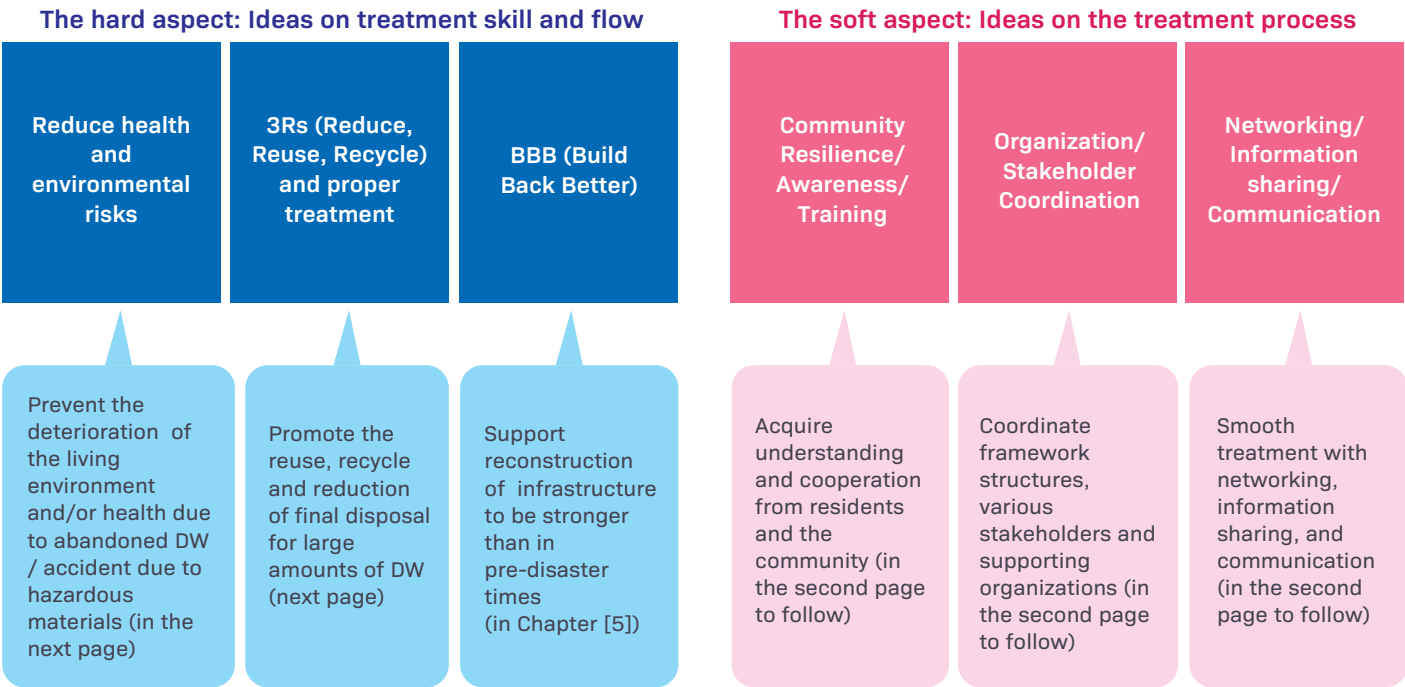 The hard aspect: Ideas on treatment skill and flow
Reduce health
and
environmental
risks
3Rs (Reduce,
Reuse, Recycle)
and proper
treatment
BBB (Build
Back Better)
Prevent the
deterioration of
the living
environment
and/or health due
to abandoned DW
/ accident due to
hazardous
materials (in the
next page)
Promote the
reuse, recycle
and reduction
of final disposal
for large
amounts of DW
(next page)
Support
reconstruction
of infrastructure
to be stronger
than in
pre-disaster
times
(in Chapter [5])
The soft aspect: Ideas on the treatment process
Community
Resilience/
Awareness/
Training
Organization/
Stakeholder
Coordination
Networking/
Information
sharing/
Communication
Acquire
understanding
and cooperation
from residents
and the
community (in
the second page
to follow)
Coordinate
framework
structures,
various
stakeholders and
supporting
organizations (in
the second page
to follow)
Smooth
treatment with
networking,
information
sharing, and
communication
(in the second
page to follow)